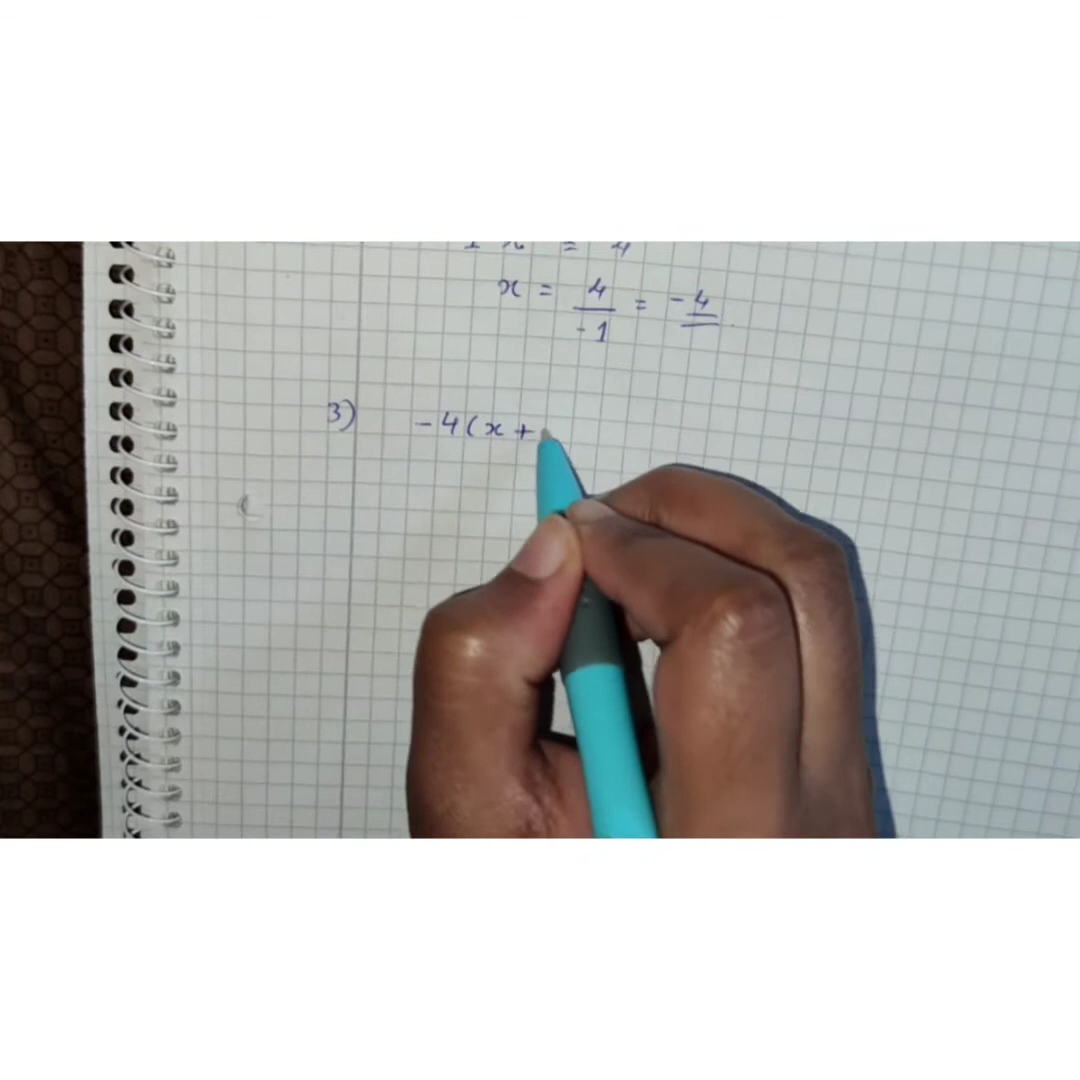 x = 4/-1 = -4
3) -4(x +